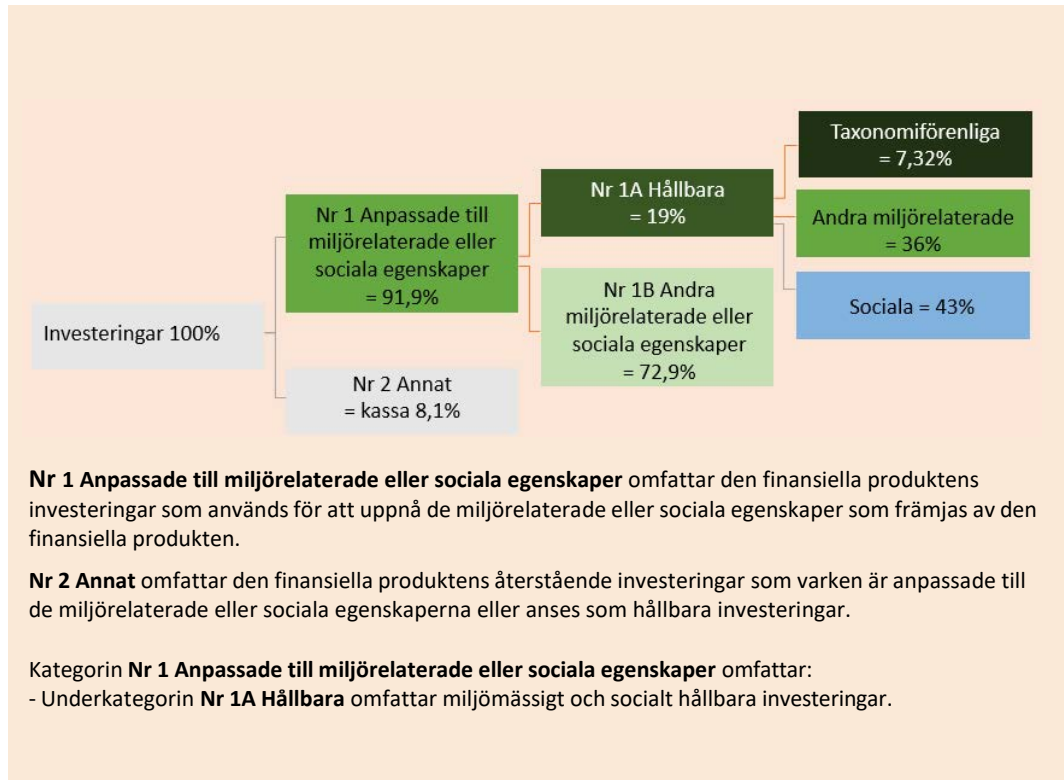 Investeringar 100%
Nr 1 Anpassade till
miljörelaterade eller
sociala egenskaper
= 91,9%
Nr 2 Annat
= kassa 8,1%
Nr 1A Hållbara
= 19%
Nr 1B Andra
miljörelaterade eller
sociala egenskaper
= 72,9%
Taxonomiförenliga
= 7,32%
Andra miljörelaterade
= 36%
Sociala = 43%
Nr 1 Anpassade till miljörelaterade eller sociala egenskaper omfattar den finansiella produktens
investeringar som används för att uppnå de miljörelaterade eller sociala egenskaper som främjas av den
finansiella produkten.
Nr 2 Annat omfattar den finansiella produktens återstående investeringar som varken är anpassade till
de miljörelaterade eller sociala egenskaperna eller anses som hållbara investeringar.
Kategorin Nr 1 Anpassade till miljörelaterade eller sociala egenskaper omfattar:
- Underkategorin Nr 1A Hållbara omfattar miljömässigt och socialt hållbara investeringar.